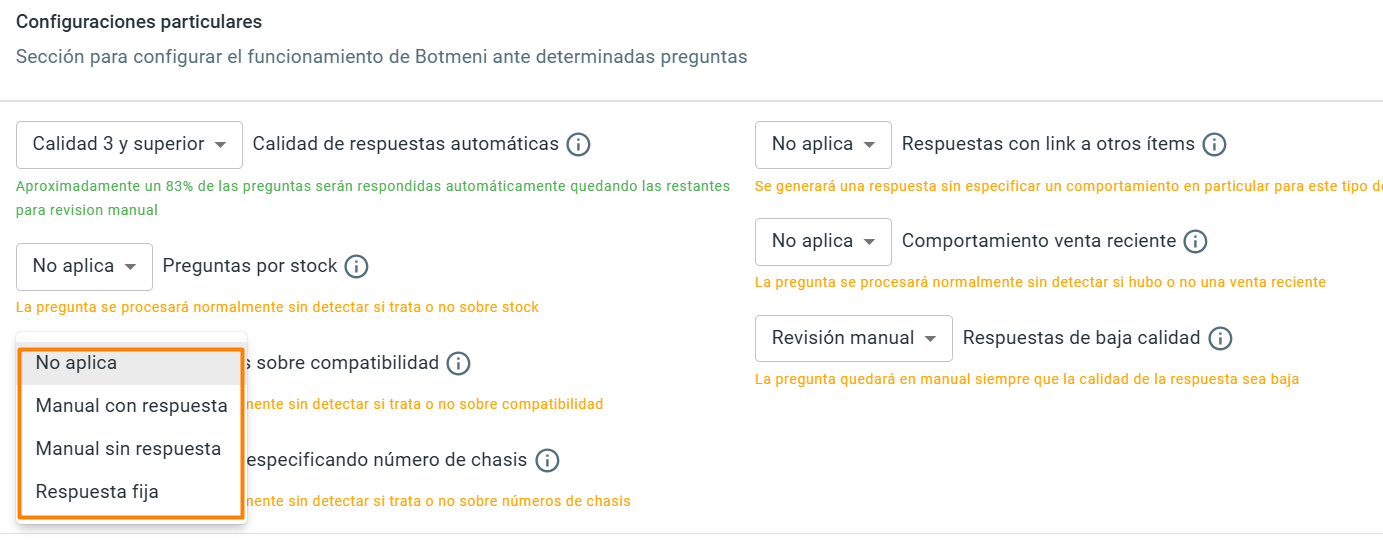 Configuraciones particulares
Sección para configurar el funcionamiento de Botmeni ante determinadas preguntas
Calidad 3 y superior Calidad de respuestas automáticas
Aproximadamente un 83% de las preguntas serán respondidas automáticamente quedando las restantes
para revision manual
No aplica Preguntas por stock
La pregunta se procesará normalmente sin detectar si trata o no sobre stock
No aplica
Manual con respuesta
Manual sin respuesta
Respuesta fija
sobre compatibilidad
sin detectar si trata o no sobre compatibilidad
especificando número de chasis
sin detectar si trata o no sobre números de chasis
No aplica Respuestas con link a otros ítems
Se generará una respuesta sin especificar un comportamiento en particular para este tipo
No aplica Comportamiento venta reciente
La pregunta se procesará normalmente sin detectar si hubo o no una venta reciente
Revisión manual Respuestas de baja calidad
La pregunta quedará en manual siempre que la calidad de la respuesta sea baja